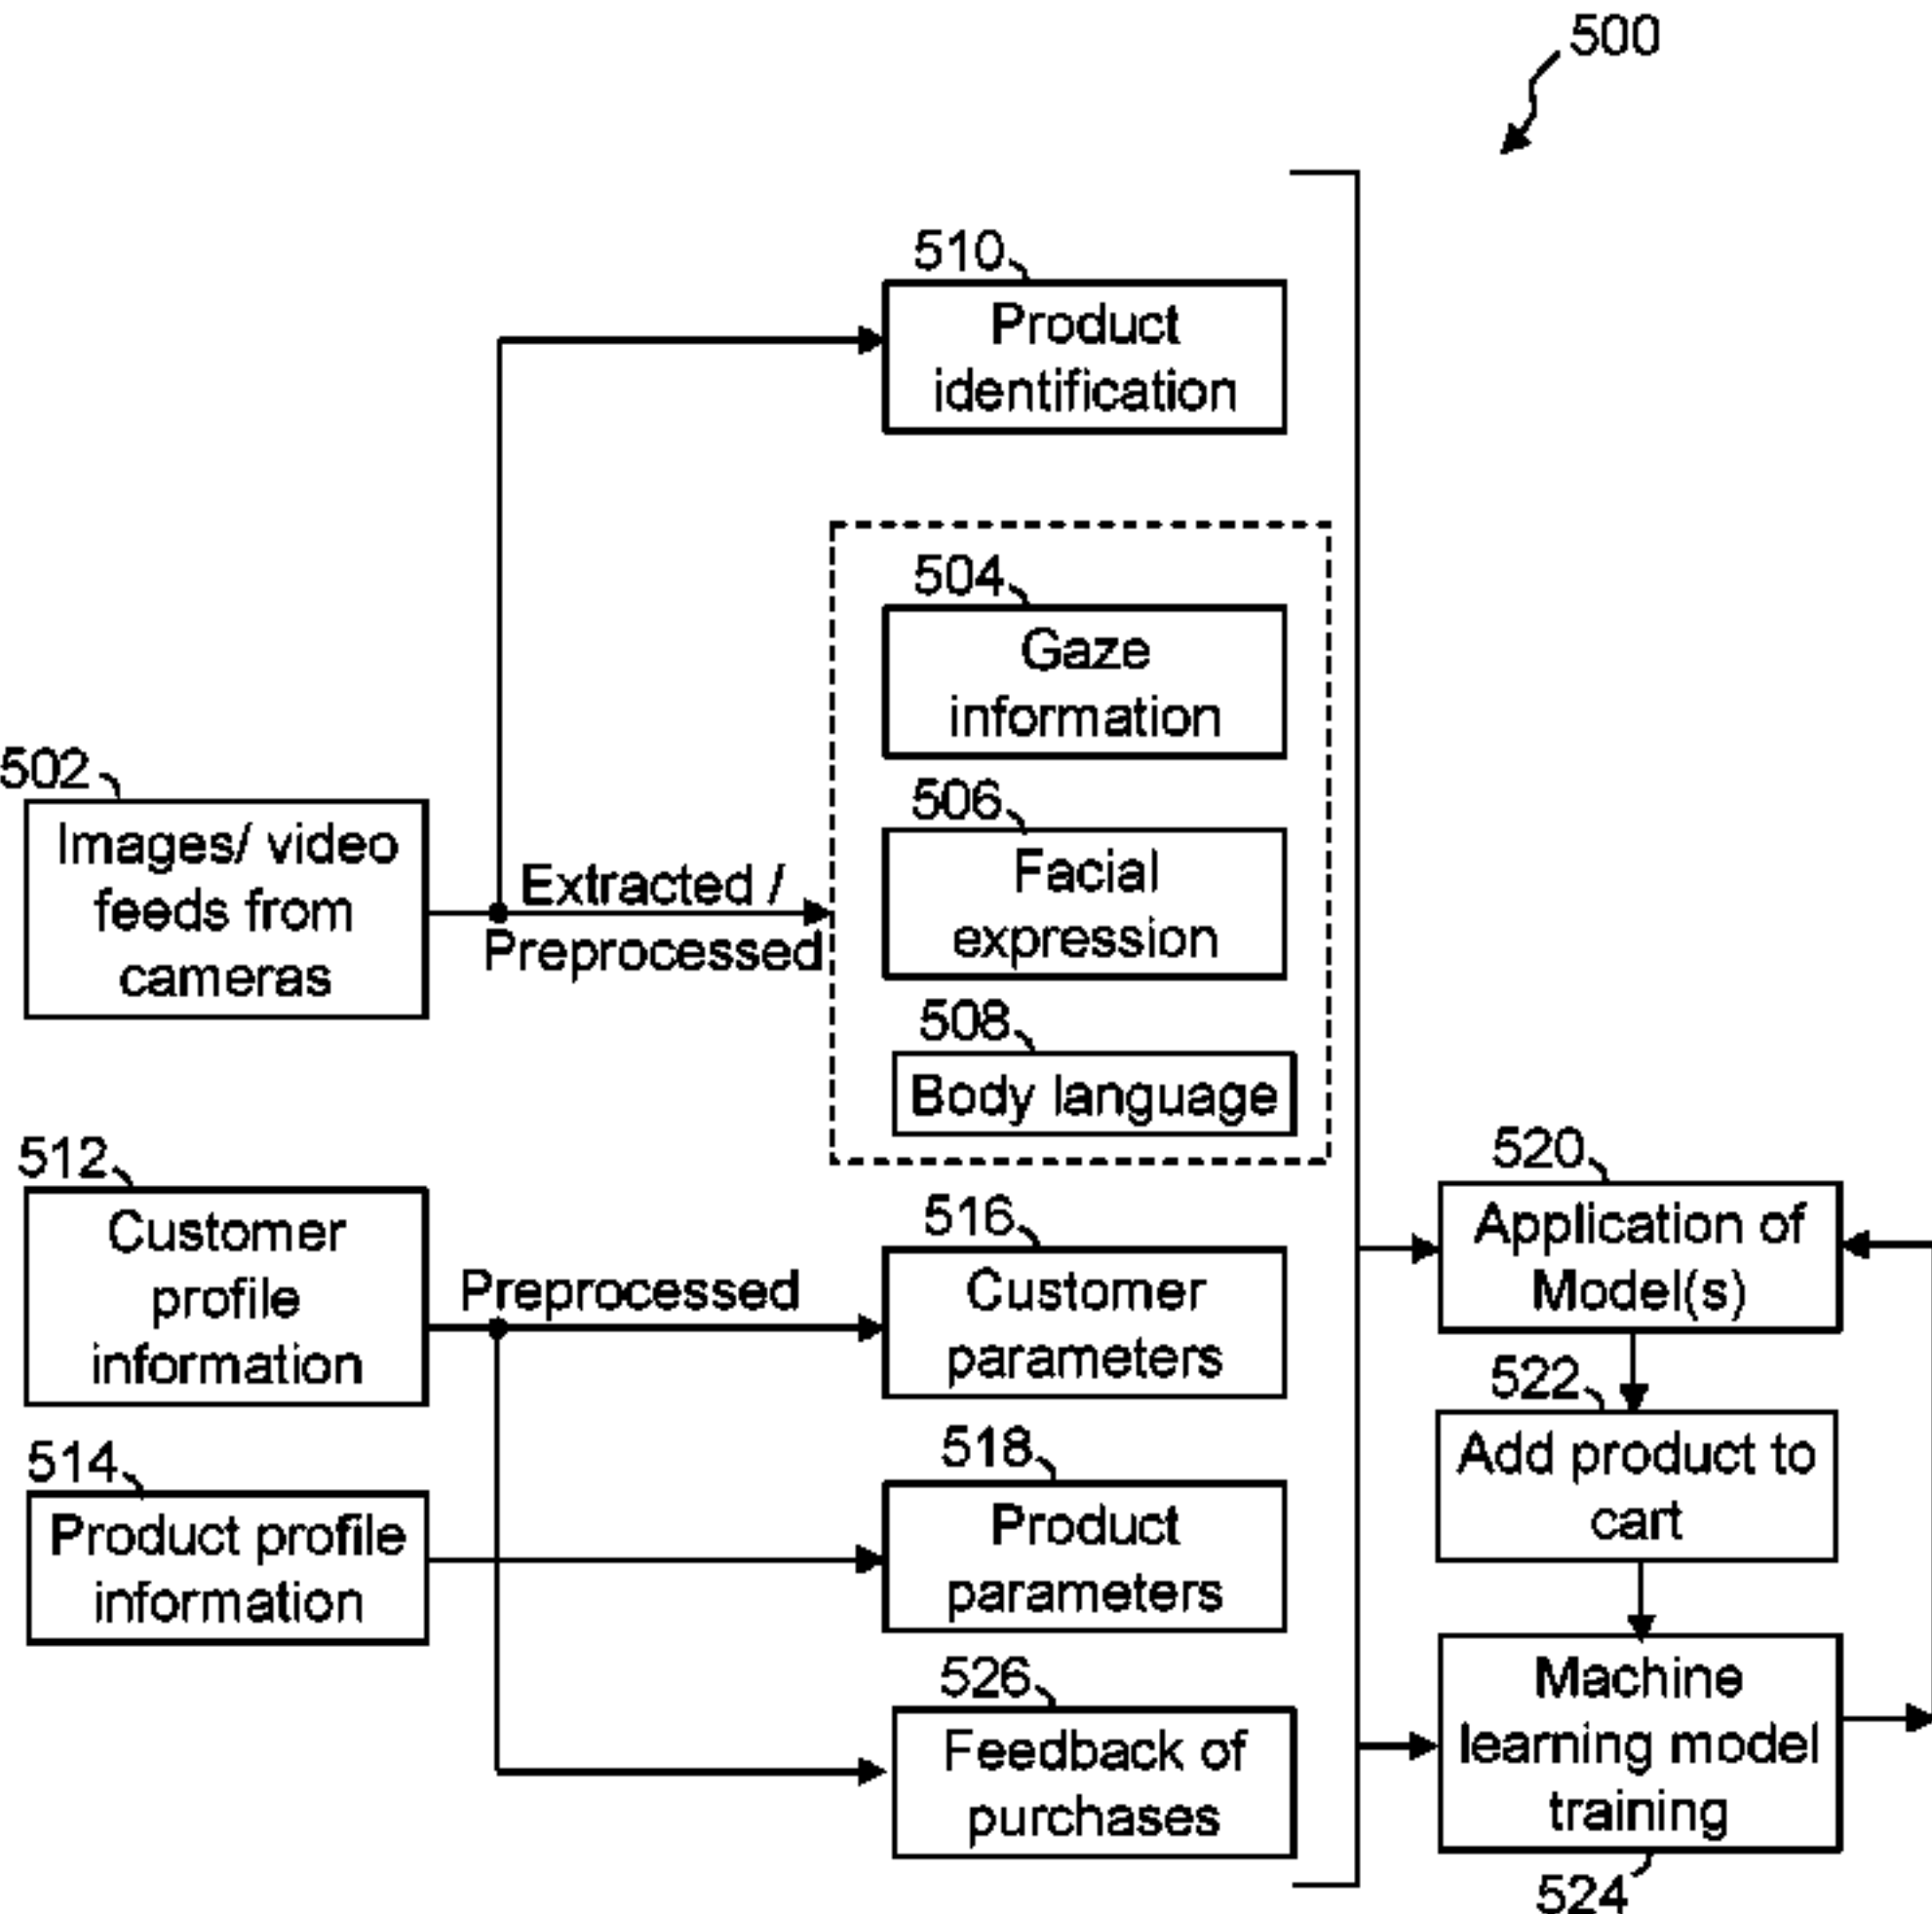 500
510
Product
identification
504
Gaze
information
502
Images/ video
feeds from
cameras
Extracted /
Preprocessed
506
Facial
expression
508
Body language
512
Customer
profile
information
Preprocessed
516
Customer
parameters
520
Application of
Model(s)
514
Product profile
information
518
Product
parameters
522
Add product to
cart
526
Feedback of
purchases
Machine
learning model
training
524